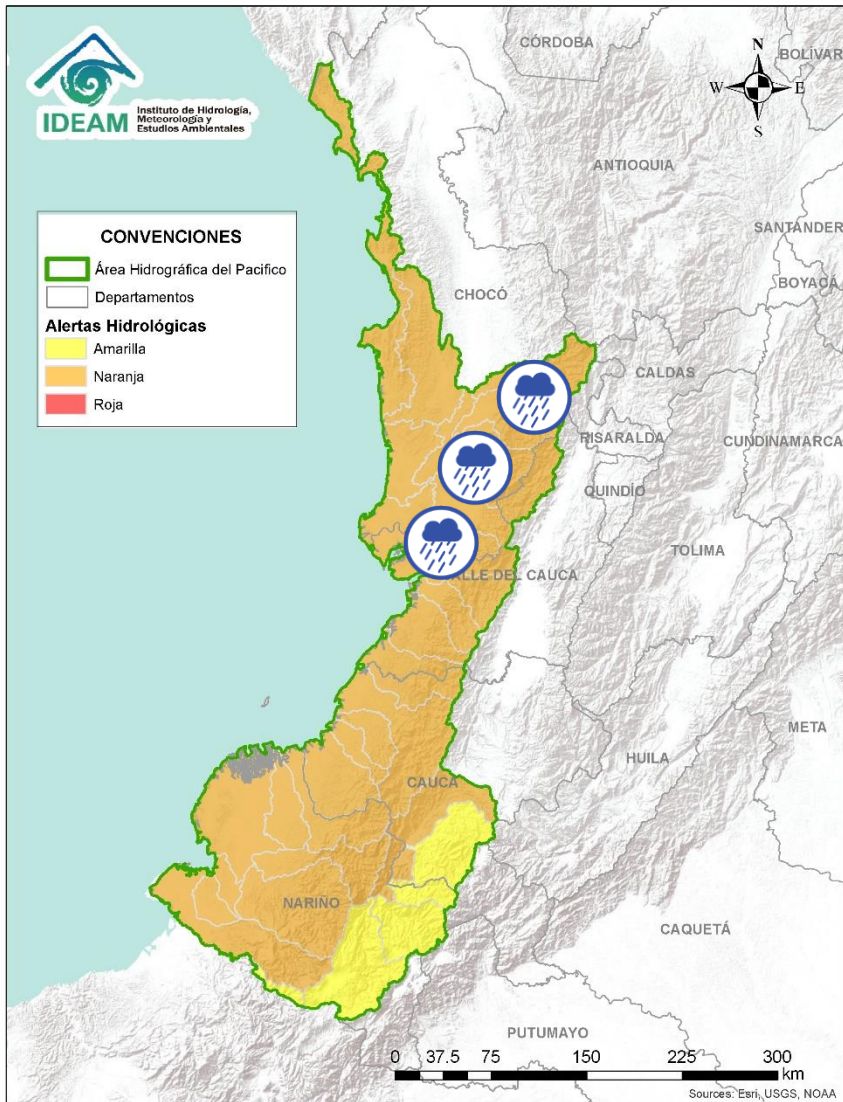 IDEAM
Instituto de Hidrología,
Meteorología y
Estudios Ambientales
CÓRDOBA
BOLÍVAR
N
W
E
S
ANTIOQUIA
SANTANDER
BOYACÁ
CONVENCIONES
Área Hidrográfica del Pacifico
Departamentos
Alertas Hidrológicas
Amarilla
Naranja
Roja
CHOCÓ
CALDAS
RISARALDA
CUNDINAMARCA
QUINDÍO
TOLIMA
ALLE DEL CAUCA
META
HUILA
CAUCA
NARIÑO
CAQUETÁ
PUTUMAYO
0 37.5 75 150 225 300
km
Sources: Esri, USGS, NOAA